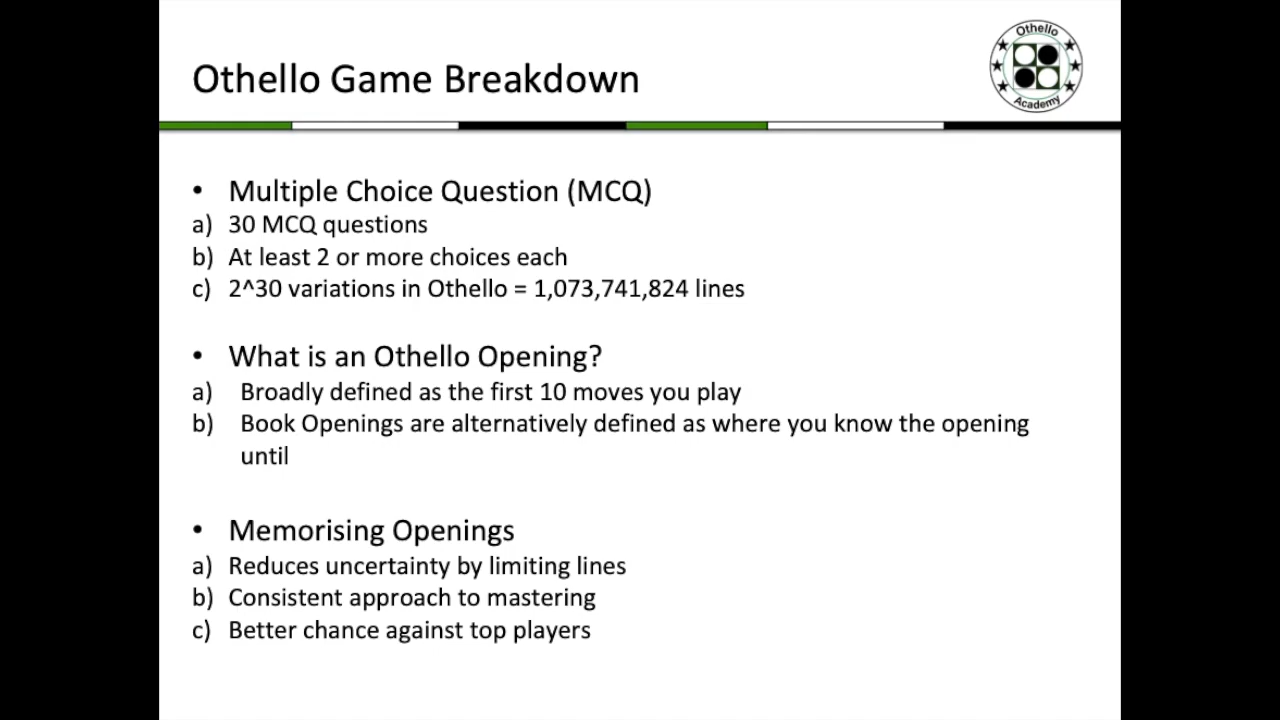 Othello Game Breakdown
Othello
Academy
• Multiple Choice Question (MCQ)
a) 30 MCQ questions
b) At least 2 or more choices each
c) 2^30 variations in Othello = 1,073,741,824 lines
• What is an Othello Opening?
a) Broadly defined as the first 10 moves you play
b) Book Openings are alternatively defined as where you know the opening
until
• Memorising Openings
a) Reduces uncertainty by limiting lines
b) Consistent approach to mastering
c) Better chance against top players